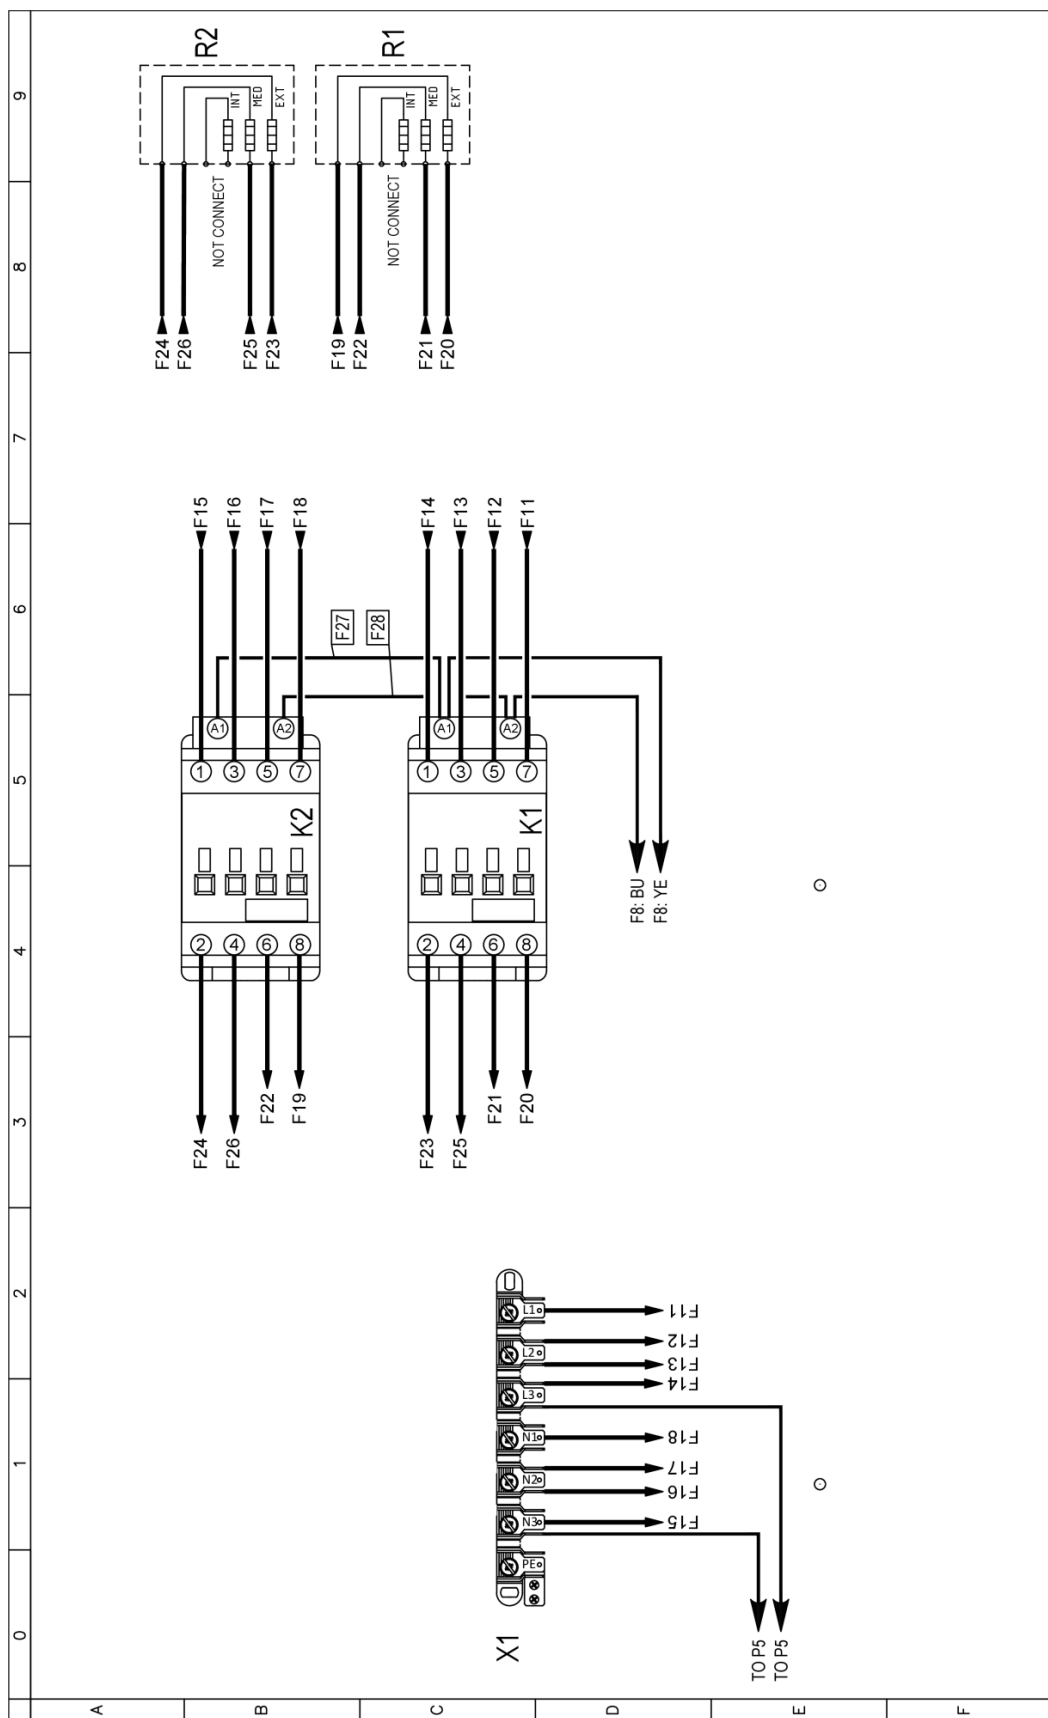 0 1 2 3 4 5 6 7 8 9
A
B
C
D
E
F
X1
PE
N3
N2
N1
L3
L2
L1
F15
F16
F17
F18
F14
F13
F12
F11
TO P5
TO P5
F24
F26
F22
F19
2
4
6
8
K2
1
3
5
7
A1
A2
F15
F16
F17
F18
F23
F25
F21
F20
2
4
6
8
K1
1
3
5
7
A1
A2
F14
F13
F12
F11
F27
F28
F8: BU
F8: YE
R2
F24
F26
NOT CONNECT
F25
F23
INT
MED
EXT
R1
F19
F22
NOT CONNECT
F21
F20
INT
MED
EXT